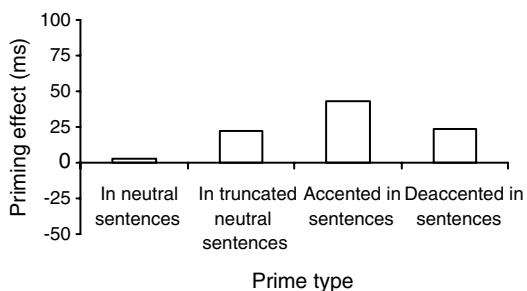 Priming effect (ms)
100
75
50
25
0
-25
-50
In neutral
sentences
In truncated
neutral
sentences
Accented in
sentences
Deaccented in
sentences
Prime type